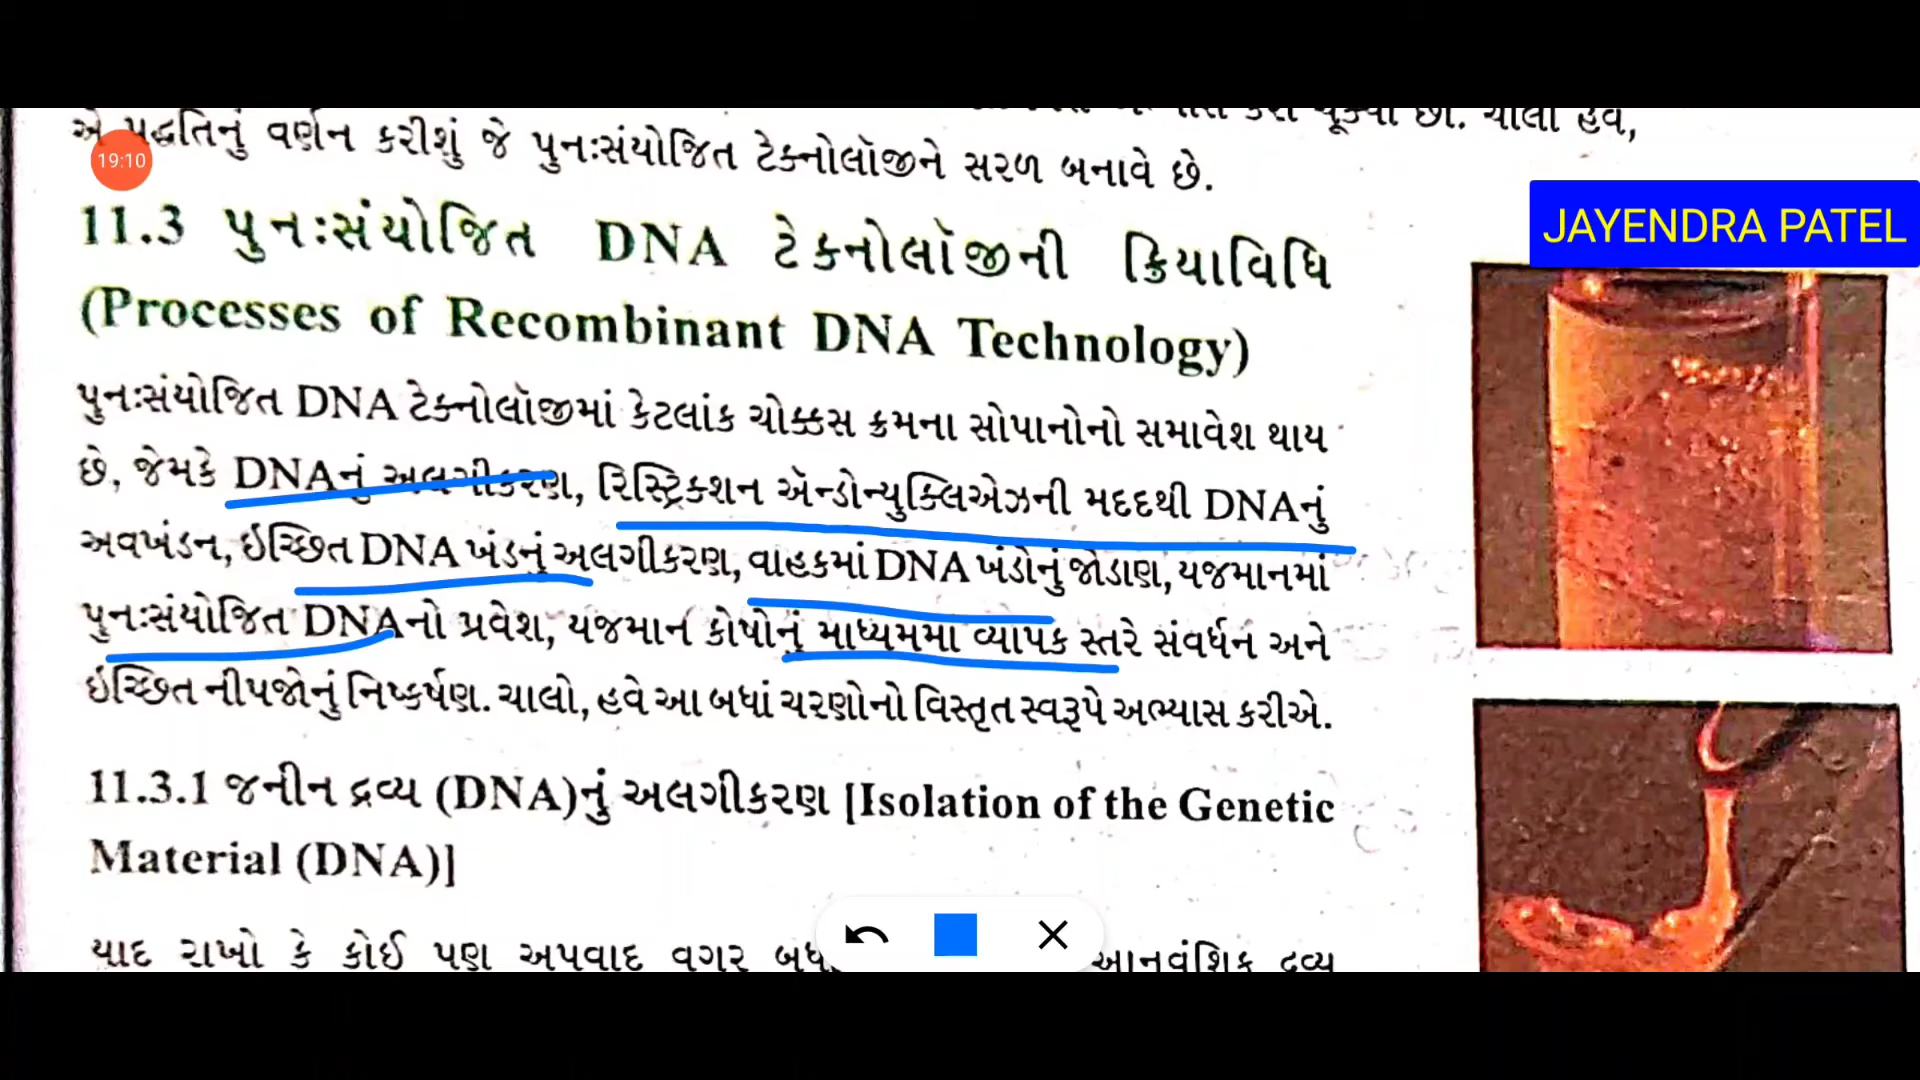 એ પદ્ધતિનું વર્ણન કરીશું જે પુનઃસંયોજિત ટેક્નોલૉજીને સરળ બનાવે છે.
19:10
JAYENDRA PATEL
11.3 પુનઃસંયોજિત DNA ટેકનોલૉજીની ક્રિયાવિધિ
(Processes of Recombinant DNA Technology)
પુનઃસંયોજિત DNA ટેક્નોલૉજીમાં કેટલાંક ચોક્કસ ક્રમના સોપાનોનો સમાવેશ થાય
છે, જેમકે DNAનું અલગીકરણ, રિસ્ટ્રિક્શન ઍન્ડોન્યુક્લિએઝની મદદથી DNAનું
અવખંડન, ઇચ્છિત DNA ખંડનું અલગીકરણ, વાહકમાં DNA ખંડોનું જોડાણ, યજમાનમાં
પુનઃસંયોજિત DNAનો પ્રવેશ, યજમાન કોષોનું માધ્યમમા વ્યાપક સ્તરે સંવર્ધન અને
ઇચ્છિત નીપજોનું નિષ્કર્ષણ. ચાલો, હવે આ બધાં ચરણોનો વિસ્તૃત સ્વરૂપે અભ્યાસ કરીએ.
11.3.1 જનીન દ્રવ્ય (DNA)નું અલગીકરણ [Isolation of the Genetic
Material (DNA)]
યાદ રાખો કે કોઈ પણ અપવાદ વગર આનુવંશિક દ્રવ્ય